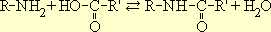 R-NH₂+HO-C-R' ⇄ R-NH-C-R'+H₂O
O O